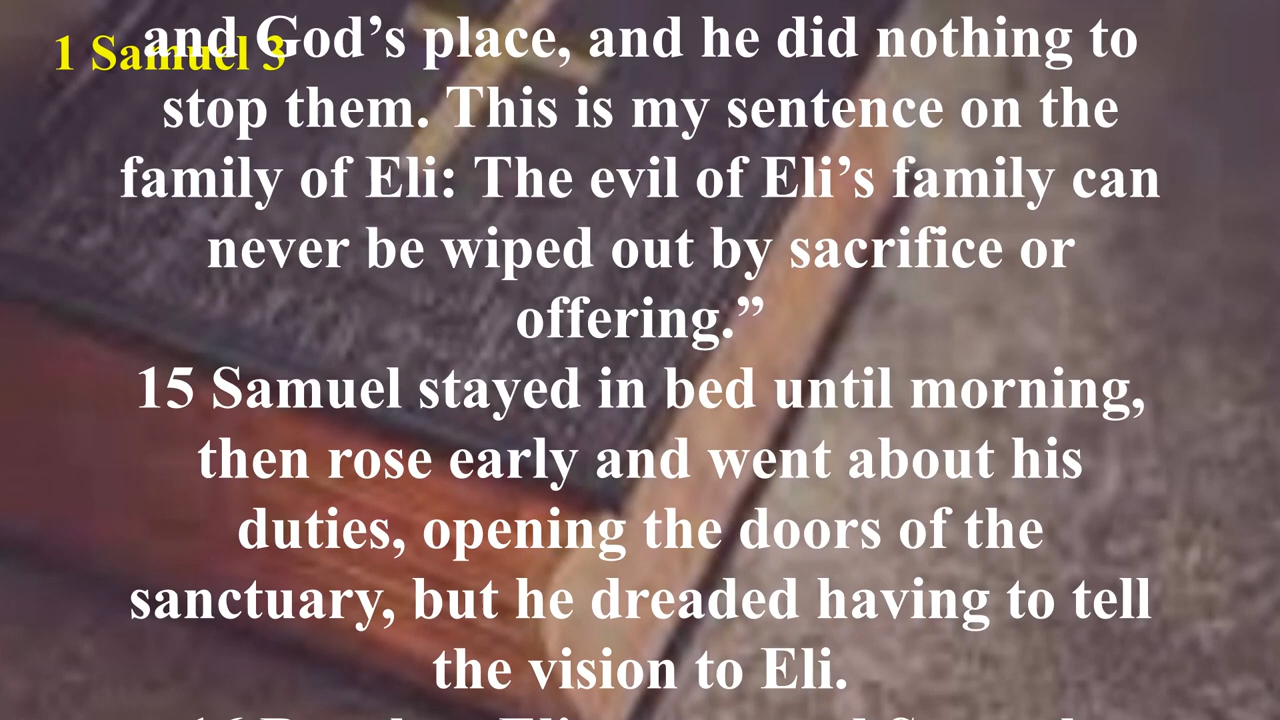 1 Samuel 3
and God’s place, and he did nothing to
stop them. This is my sentence on the
family of Eli: The evil of Eli’s family can
never be wiped out by sacrifice or
offering.”
15 Samuel stayed in bed until morning,
then rose early and went about his
duties, opening the doors of the
sanctuary, but he dreaded having to tell
the vision to Eli.